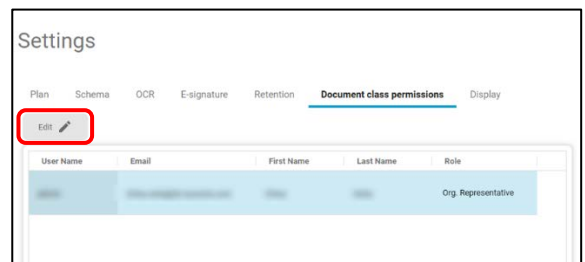 Settings
Plan Schema OCR E-signature Retention Document class permissions Display
Edit
User Name Email First Name Last Name Role
Org. Representative